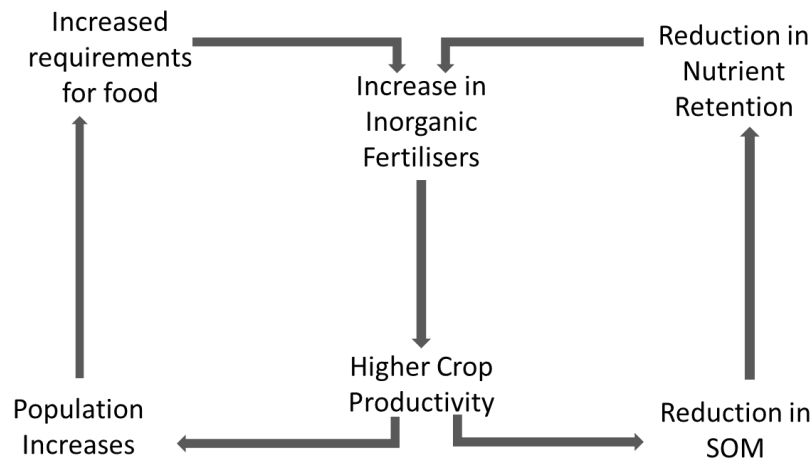 Increased
requirements
for food
Increase in
Inorganic
Fertilisers
Reduction in
Nutrient
Retention
Population
Increases
Higher Crop
Productivity
Reduction in
SOM